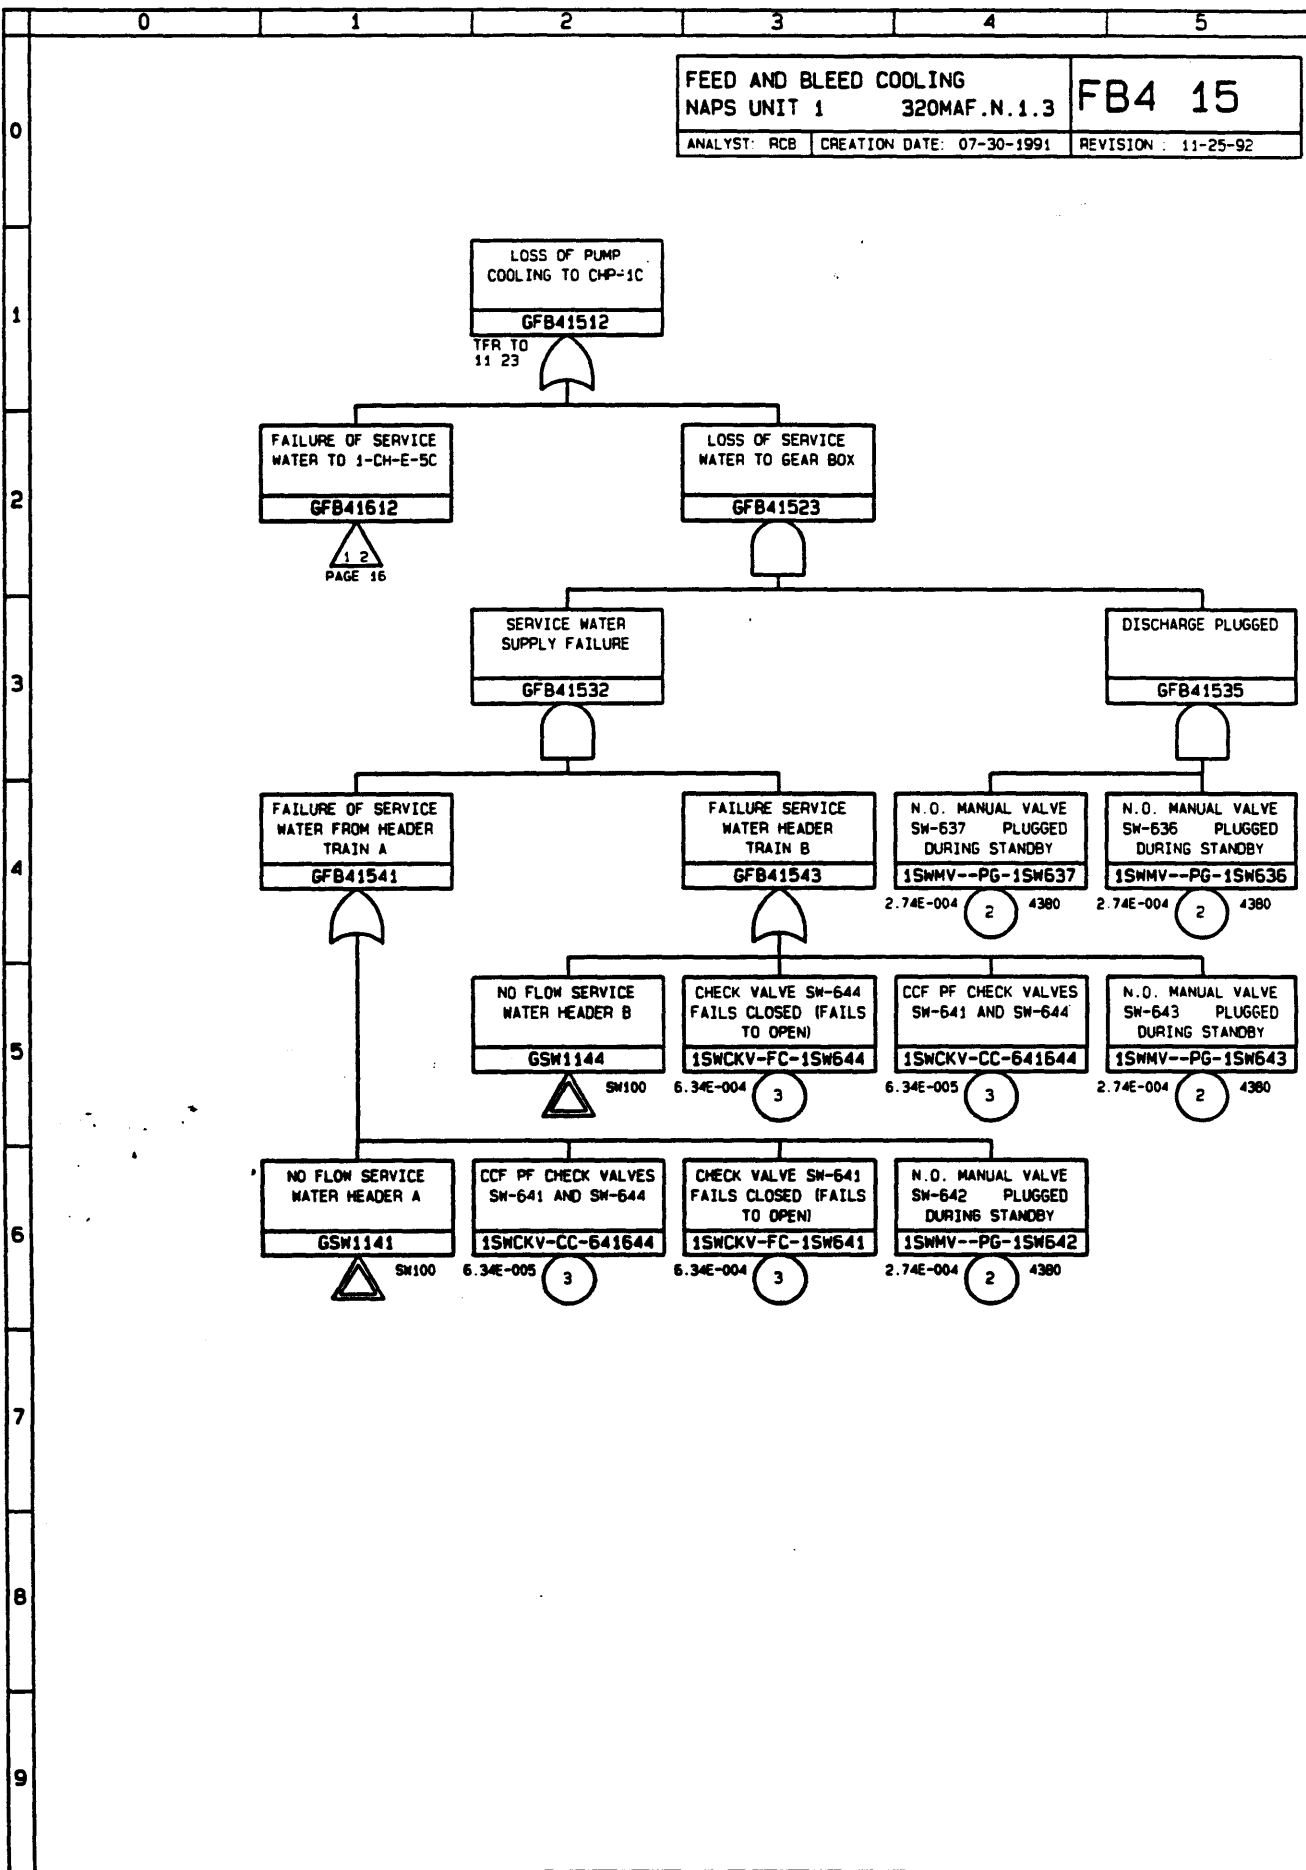 0 1 2 3 4 5
FEED AND BLEED COOLING
NAPS UNIT 1 320MAF.N.1.3
FB4 15
ANALYST: RCB CREATION DATE: 07-30-1991 REVISION : 11-25-92
0
LOSS OF PUMP
COOLING TO CHP-1C
GFB41512
1
TFR TO
11 23
FAILURE OF SERVICE
WATER TO 1-CH-E-5C
GFB41612
1 2
PAGE 16
LOSS OF SERVICE
WATER TO GEAR BOX
GFB41523
2
SERVICE WATER
SUPPLY FAILURE
GFB41532
DISCHARGE PLUGGED
GFB41535
3
FAILURE OF SERVICE
WATER FROM HEADER
TRAIN A
GFB41541
FAILURE SERVICE
WATER HEADER
TRAIN B
GFB41543
N.O. MANUAL VALVE
SW-637 PLUGGED
DURING STANDBY
1SWMV--PG-1SW637
2.74E-004 2 4380
N.O. MANUAL VALVE
SW-636 PLUGGED
DURING STANDBY
1SWMV--PG-1SW636
2.74E-004 2 4380
4
NO FLOW SERVICE
WATER HEADER B
GSW1144
SW100
CHECK VALVE SW-644
FAILS CLOSED (FAILS
TO OPEN)
1SWCKV-FC-1SW644
6.34E-004 3
CCF PF CHECK VALVES
SW-641 AND SW-644
1SWCKV-CC-641644
6.34E-005 3
N.O. MANUAL VALVE
SW-643 PLUGGED
DURING STANDBY
1SWMV--PG-1SW643
2.74E-004 2 4380
5
NO FLOW SERVICE
WATER HEADER A
GSW1141
SW100
CCF PF CHECK VALVES
SW-641 AND SW-644
1SWCKV-CC-641644
6.34E-005 3
CHECK VALVE SW-641
FAILS CLOSED (FAILS
TO OPEN)
1SWCKV-FC-1SW641
6.34E-004 3
N.O. MANUAL VALVE
SW-642 PLUGGED
DURING STANDBY
1SWMV--PG-1SW642
2.74E-004 2 4380
6
7
8
9